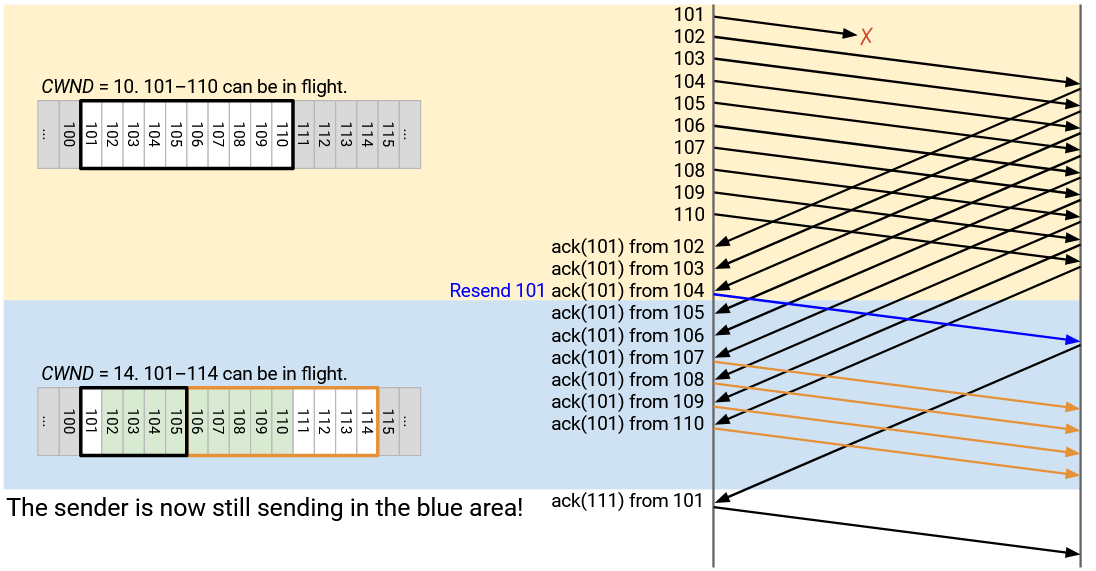 101
102
103
104
105
106
107
108
109
110
CWND = 10. 101–110 can be in flight.
... 100 101 102 103 104 105 106 107 108 109 110 111 112 113 114 115 ...
ack(101) from 102
ack(101) from 103
Resend 101 ack(101) from 104
ack(101) from 105
ack(101) from 106
ack(101) from 107
ack(101) from 108
ack(101) from 109
ack(101) from 110
CWND = 14. 101–114 can be in flight.
... 100 101 102 103 104 105 106 107 108 109 110 111 112 113 114 115 ...
The sender is now still sending in the blue area!
ack(111) from 101